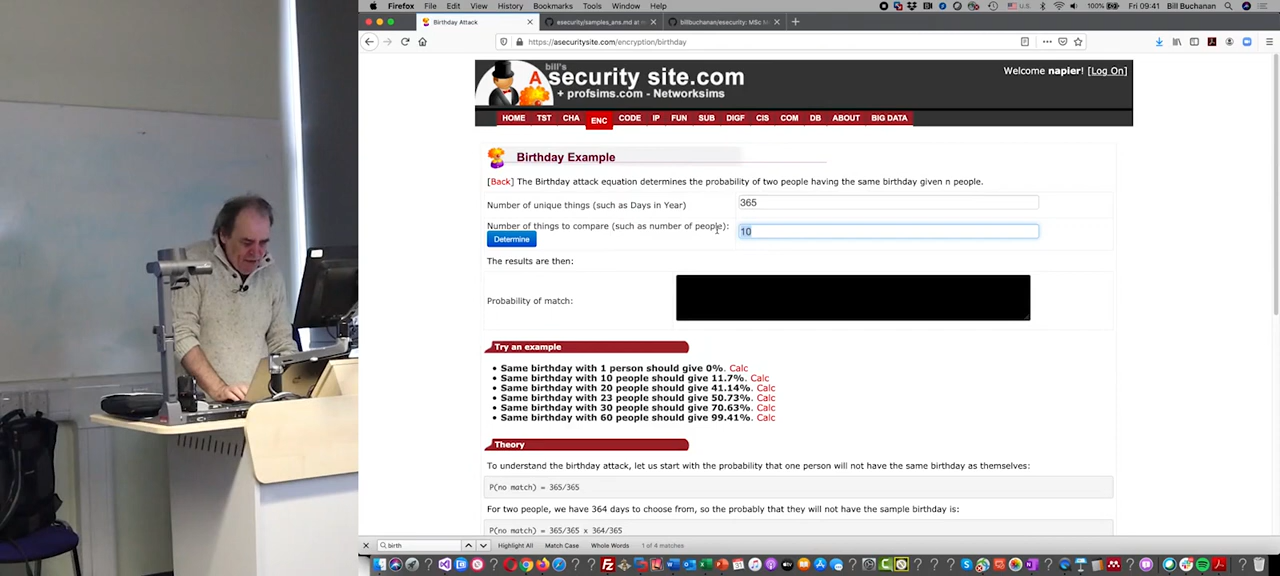 Firefox File Edit View History Bookmarks Tools Window Help
U.S. 100% Fri 09:41 Bill Buchanan
Birthday Attack
esecurity/samples_ans.md at
billbuchanan/esecurity: MSc
https://asecuritysite.com/encryption/birthday
bill's
A security site.com
+ profsims.com - Networksims
Welcome napier! [Log On]
HOME TST CHA ENC CODE IP FUN SUB DIGF CIS COM DB ABOUT BIG DATA
Birthday Example
[Back] The Birthday attack equation determines the probability of two people having the same birthday given n people.
Number of unique things (such as Days in Year) 365
Number of things to compare (such as number of people): 10
Determine
The results are then:
Probability of match:
Try an example
• Same birthday with 1 person should give 0%. Calc
• Same birthday with 10 people should give 11.7%. Calc
• Same birthday with 20 people should give 41.14%. Calc
• Same birthday with 23 people should give 50.73%. Calc
• Same birthday with 30 people should give 70.63%. Calc
• Same birthday with 60 people should give 99.41%. Calc
Theory
To understand the birthday attack, let us start with the probability that one person will not have the same birthday as themselves:
P(no match) = 365/365
For two people, we have 364 days to choose from, so the probably that they will not have the sample birthday is:
P(no match) = 365/365 x 364/365
birth Highlight All Match Case Whole Words 1 of 4 matches